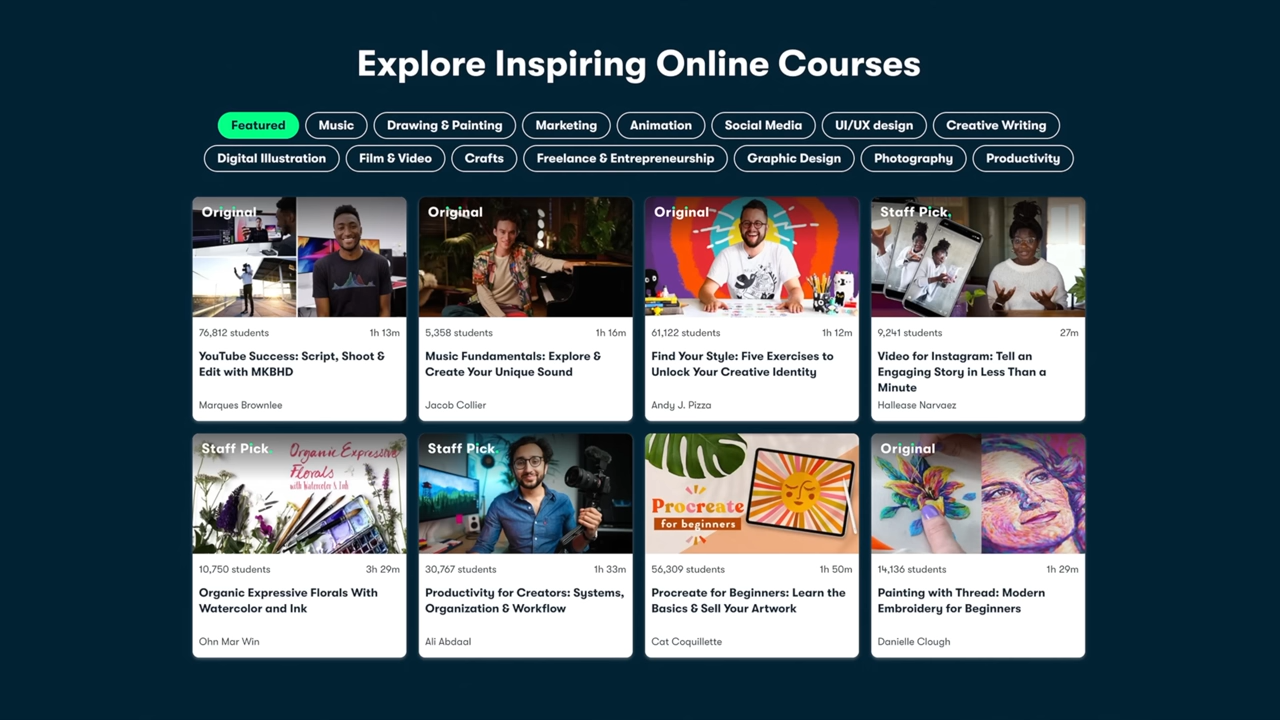 Explore Inspiring Online Courses
Featured
Music
Drawing & Painting
Marketing
Animation
Social Media
UI/UX design
Creative Writing
Digital Illustration
Film & Video
Crafts
Freelance & Entrepreneurship
Graphic Design
Photography
Productivity
Original
76,812 students
1h 13m
YouTube Success: Script, Shoot &
Edit with MKBHD
Marques Brownlee
Original
5,358 students
1h 16m
Music Fundamentals: Explore &
Create Your Unique Sound
Jacob Collier
Original
61,122 students
1h 12m
Find Your Style: Five Exercises to
Unlock Your Creative Identity
Andy J. Pizza
Staff Pick.
9,241 students
27m
Video for Instagram: Tell an
Engaging Story in Less Than a
Minute
Hallease Narvaez
Staff Pick.
Organic Expressive
Florals
with Watercolor & Ink
10,750 students
3h 29m
Organic Expressive Florals With
Watercolor and Ink
Ohn Mar Win
Staff Pick.
30,767 students
1h 33m
Productivity for Creators: Systems,
Organization & Workflow
Ali Abdaal
Procreate
for beginners
56,309 students
1h 50m
Procreate for Beginners: Learn the
Basics & Sell Your Artwork
Cat Coquillette
Original
14,136 students
1h 29m
Painting with Thread: Modern
Embroidery for Beginners
Danielle Clough